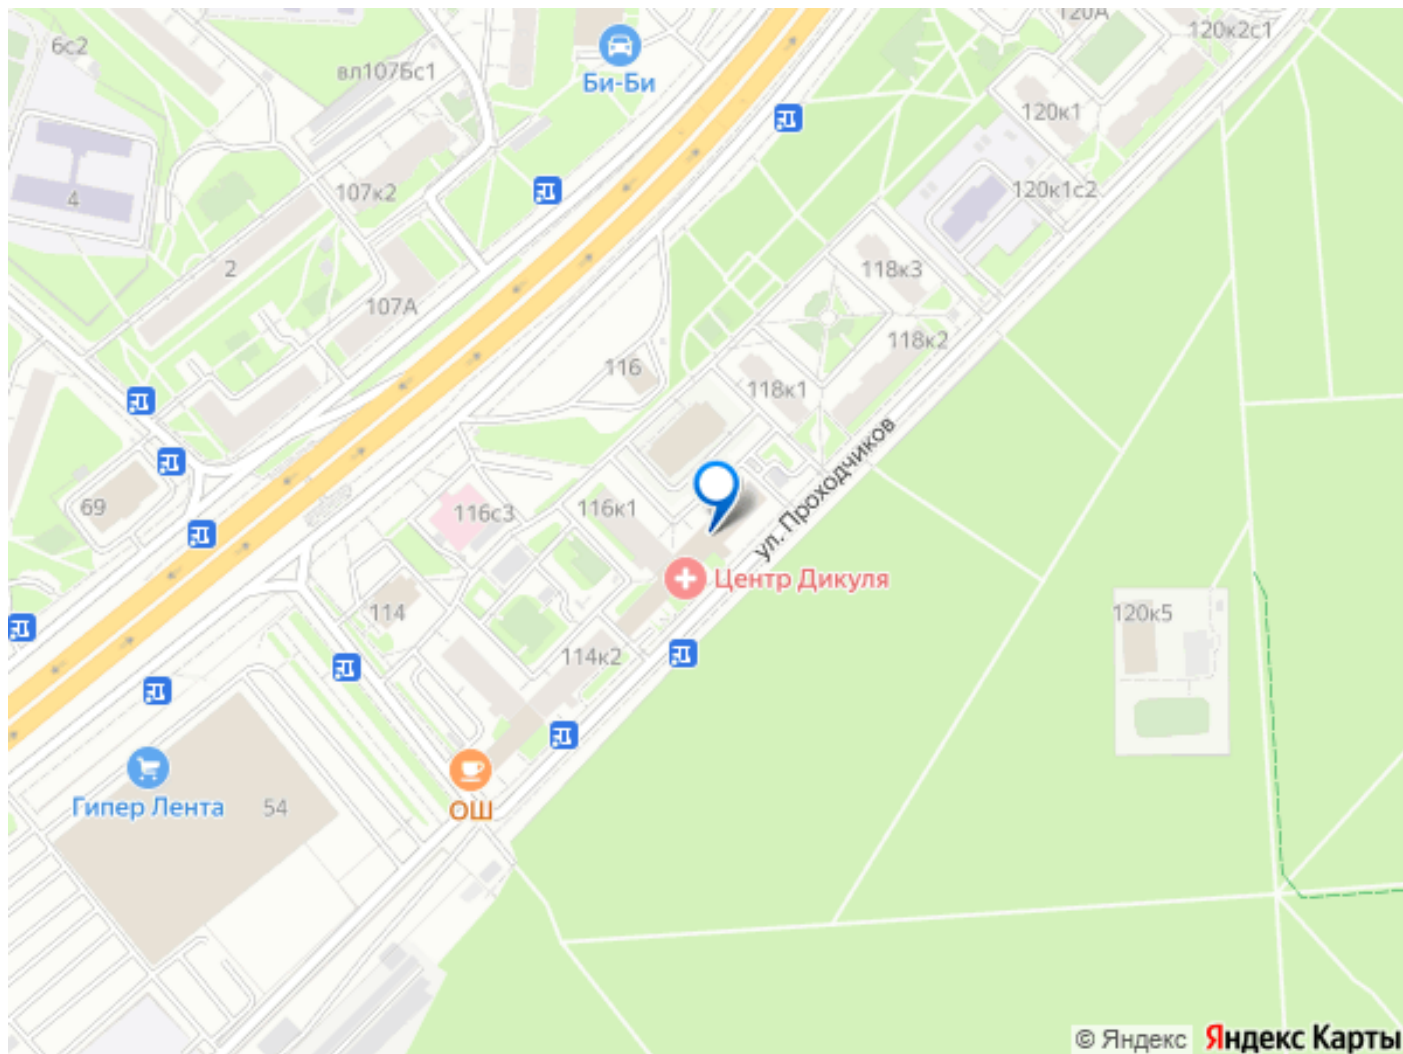 120А
6с2
120к2с1
вл107Бс1
Би-Би
120к1
107к2
120к1с2
4
2
118к3
107А
118к2
116
118к1
ул. Проходчиков
69
116с3
116к1
Центр Дикуля
114
120к5
114к2
Гипер Лента
54
ОШ
© Яндекс
Яндекс Карты